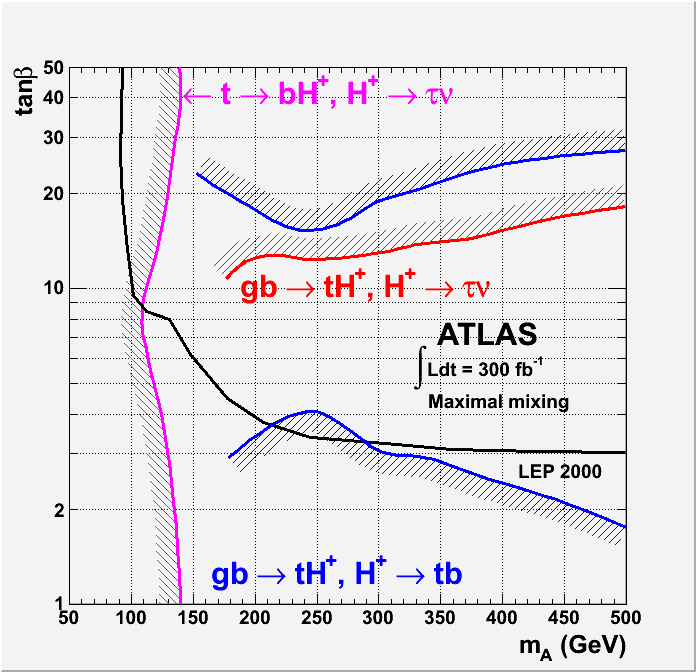 tanβ
50
40
30
20
10
2
1
← t → bH⁺, H⁺ → τν
gb → tH⁺, H⁺ → τν
ATLAS
∫ Ldt = 300 fb⁻¹
Maximal mixing
LEP 2000
gb → tH⁺, H⁺ → tb
50 100 150 200 250 300 350 400 450 500
m_A (GeV)